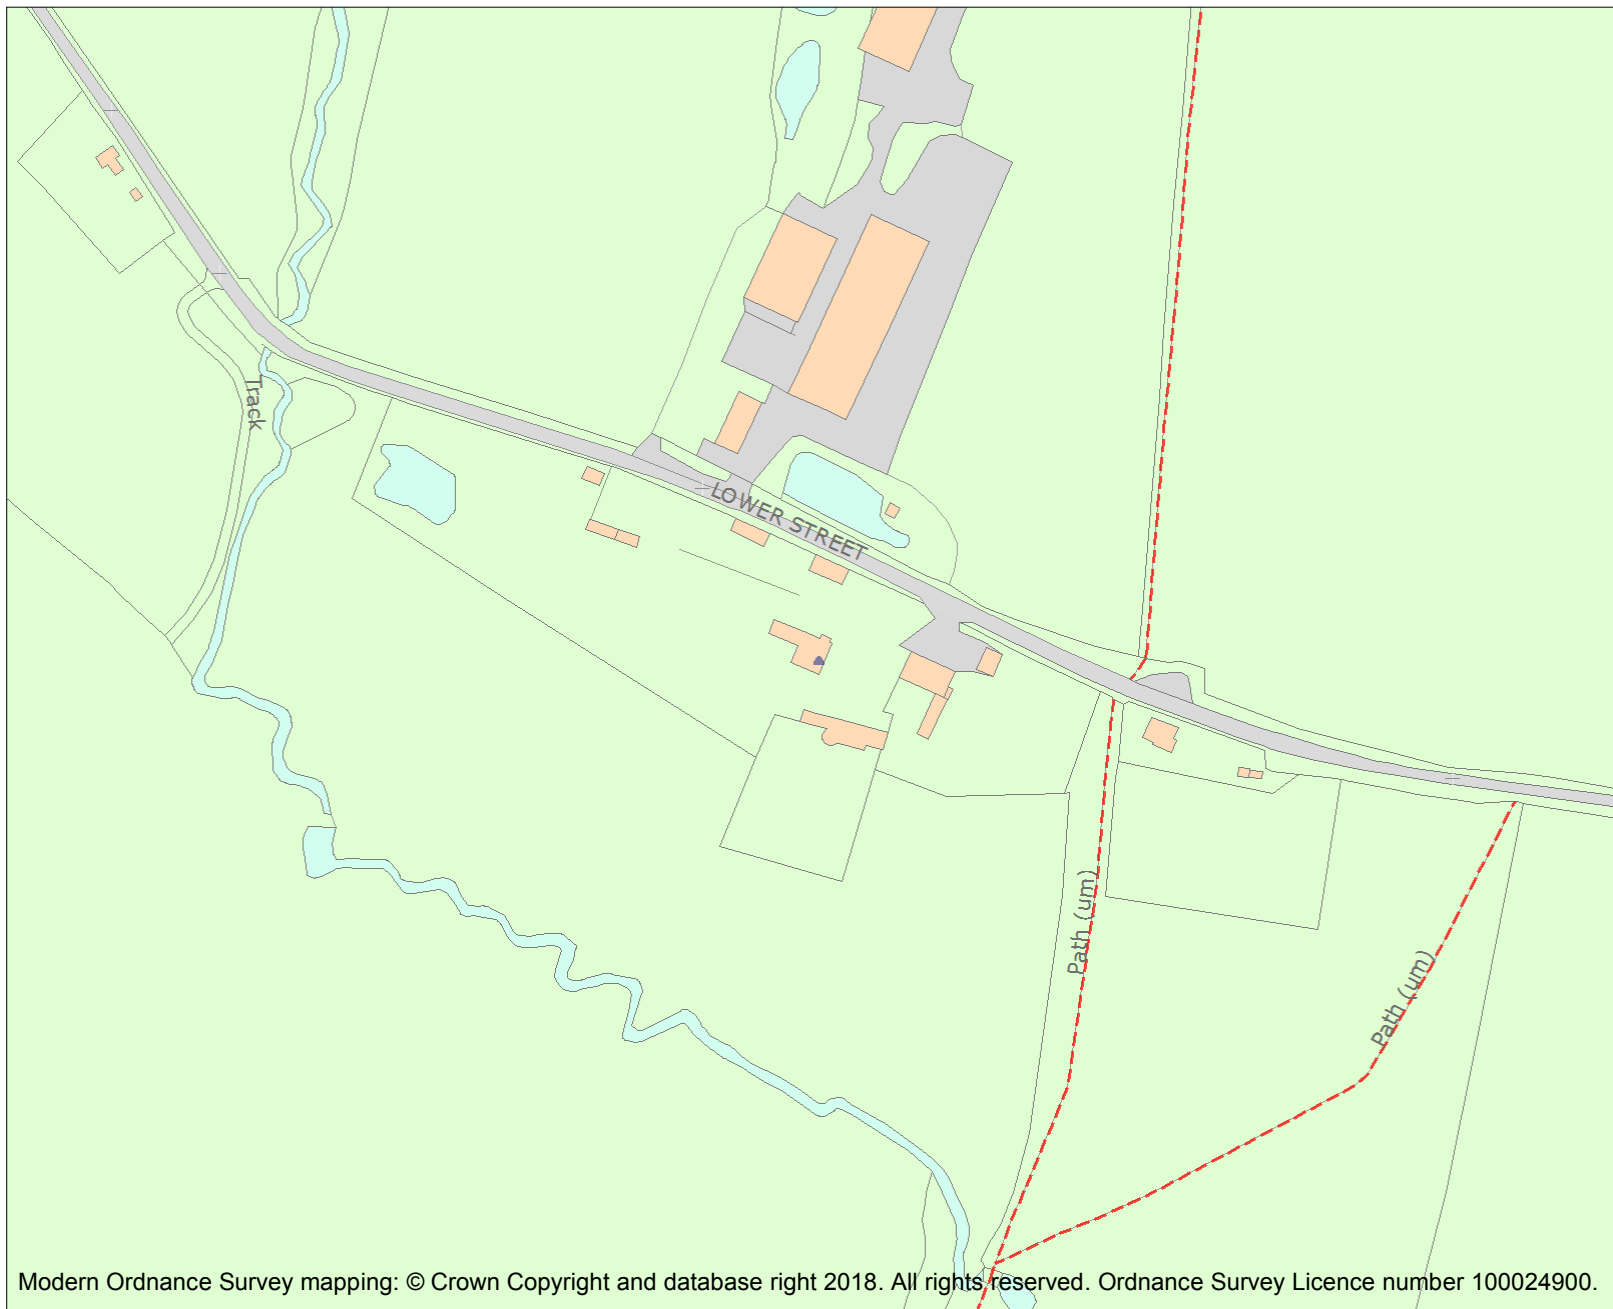 Track
LOWER STREET
Path (um)
Path (um)
Modern Ordnance Survey mapping: © Crown Copyright and database right 2018. All rights reserved. Ordnance Survey Licence number 100024900.